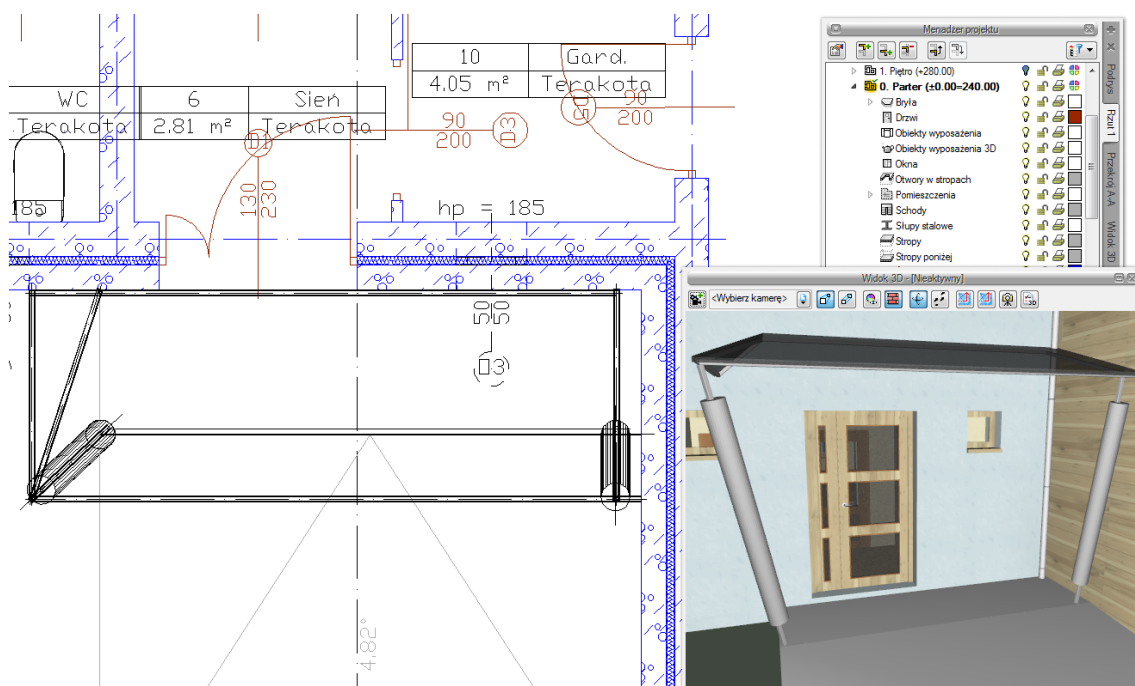 10 Gard.
4.05 m² Terakota
WC 6 Sień
Terakota 2,81 m² Terakota
D1
90
200
D3
90
200
130
230
185
hp = 185
50
50
4,82°
Menadżer projektu
1. Piętro (+280.00)
0. Parter (±0.00=240.00)
Bryła
Drzwi
Obiekty wyposażenia
Obiekty wyposażenia 3D
Okna
Otwory w stropach
Pomieszczenia
Schody
Słupy stalowe
Stropy
Stropy poniżej
Podrys
Rzut 1
Przekrój A-A
Widok 3D
Widok 3D - [Nieaktywny]
<Wybierz kamerę>
3D